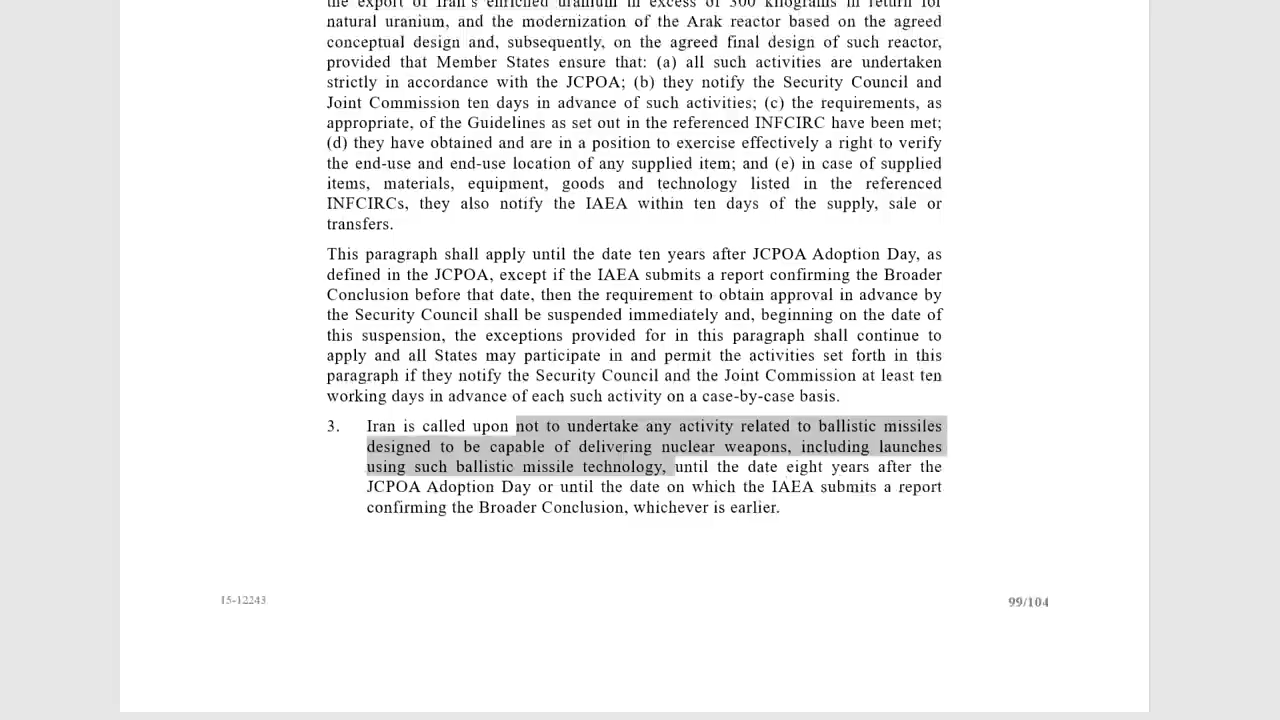 the export of Iran's enriched uranium in excess of 300 kilograms in return for
natural uranium, and the modernization of the Arak reactor based on the agreed
conceptual design and, subsequently, on the agreed final design of such reactor,
provided that Member States ensure that: (a) all such activities are undertaken
strictly in accordance with the JCPOA; (b) they notify the Security Council and
Joint Commission ten days in advance of such activities; (c) the requirements, as
appropriate, of the Guidelines as set out in the referenced INFCIRC have been met;
(d) they have obtained and are in a position to exercise effectively a right to verify
the end-use and end-use location of any supplied item; and (e) in case of supplied
items, materials, equipment, goods and technology listed in the referenced
INFCIRCs, they also notify the IAEA within ten days of the supply, sale or
transfers.
This paragraph shall apply until the date ten years after JCPOA Adoption Day, as
defined in the JCPOA, except if the IAEA submits a report confirming the Broader
Conclusion before that date, then the requirement to obtain approval in advance by
the Security Council shall be suspended immediately and, beginning on the date of
this suspension, the exceptions provided for in this paragraph shall continue to
apply and all States may participate in and permit the activities set forth in this
paragraph if they notify the Security Council and the Joint Commission at least ten
working days in advance of each such activity on a case-by-case basis.
3. Iran is called upon not to undertake any activity related to ballistic missiles
designed to be capable of delivering nuclear weapons, including launches
using such ballistic missile technology, until the date eight years after the
JCPOA Adoption Day or until the date on which the IAEA submits a report
confirming the Broader Conclusion, whichever is earlier.
15-12243
99/104